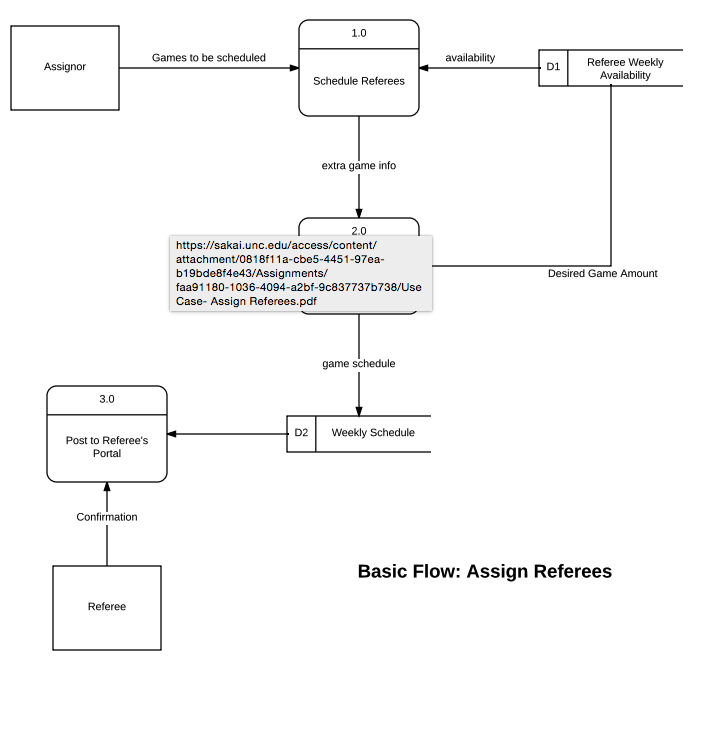 1.0
Assignor
Games to be scheduled
Schedule Referees
availability
D1
Referee Weekly
Availability
extra game info
2.0
https://sakai.unc.edu/access/content/
attachment/0818f11a-cbe5-4451-97ea-
b19bde8f4e43/Assignments/
faa91180-1036-4094-a2bf-9c837737b738/Use
Case- Assign Referees.pdf
Desired Game Amount
game schedule
3.0
Post to Referee's
Portal
D2
Weekly Schedule
Confirmation
Basic Flow: Assign Referees
Referee